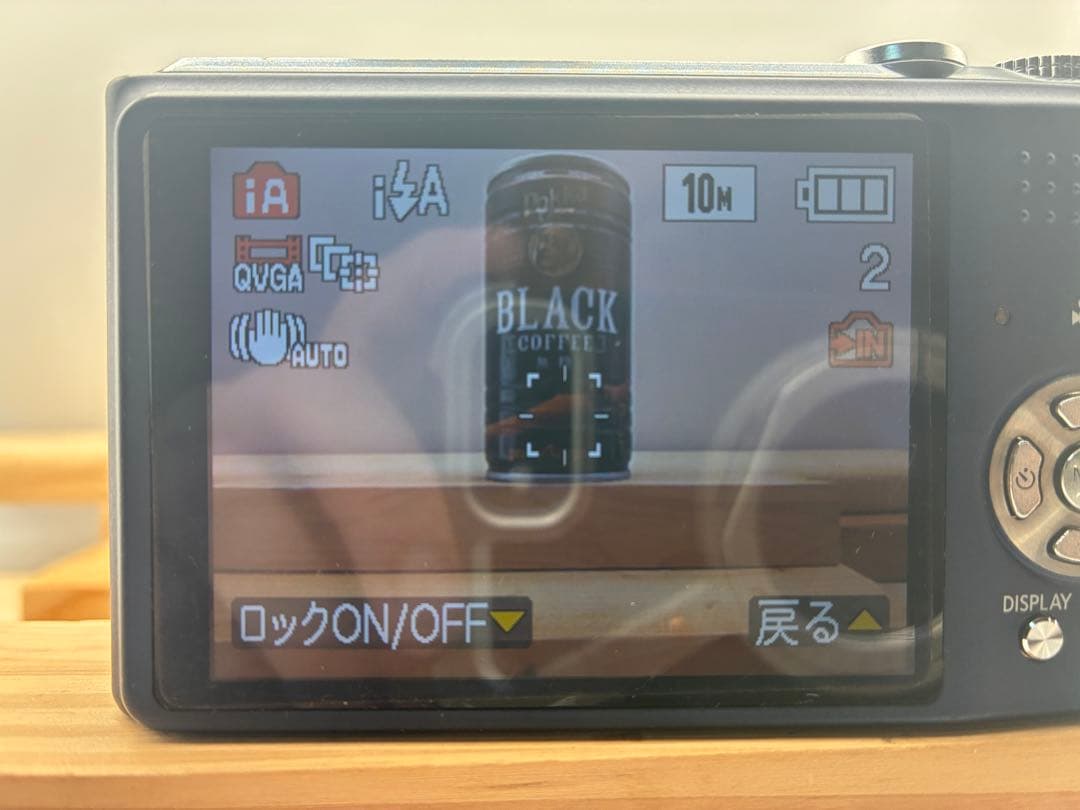 iA i A 10M
QVGA 2
AUTO IN
BLACK
COFFEE
ロックON/OFF 戻る
DISPLAY